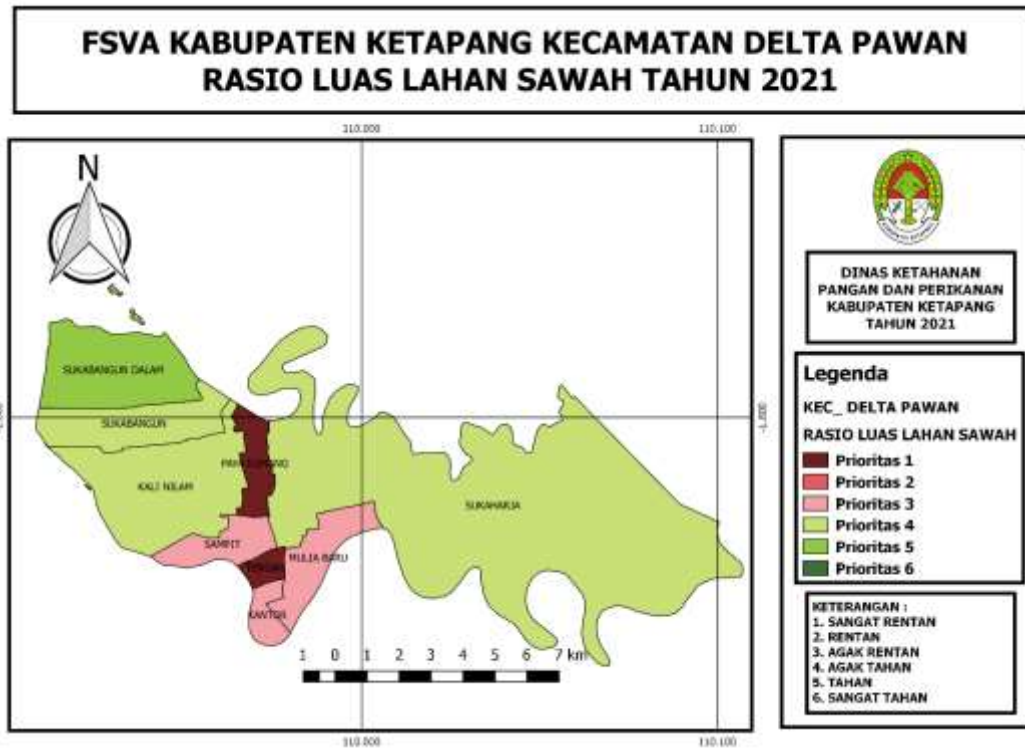 FSVA KABUPATEN KETAPANG KECAMATAN DELTA PAWAN
RASIO LUAS LAHAN SAWAH TAHUN 2021
110.000
110.100
N
SUKABANGUN DALAM
SUKABANGUN
KALI NILAM
SUKAHARJA
SAMPIT
MULIA BARU
KANTOR
1 0 1 2 3 4 5 6 7 km
-1.800
110.000
110.100
DINAS KETAHANAN
PANGAN DAN PERIKANAN
KABUPATEN KETAPANG
TAHUN 2021
Legenda
KEC_ DELTA PAWAN
RASIO LUAS LAHAN SAWAH
Prioritas 1
Prioritas 2
Prioritas 3
Prioritas 4
Prioritas 5
Prioritas 6
KETERANGAN :
1. SANGAT RENTAN
2. RENTAN
3. AGAK RENTAN
4. AGAK TAHAN
5. TAHAN
6. SANGAT TAHAN